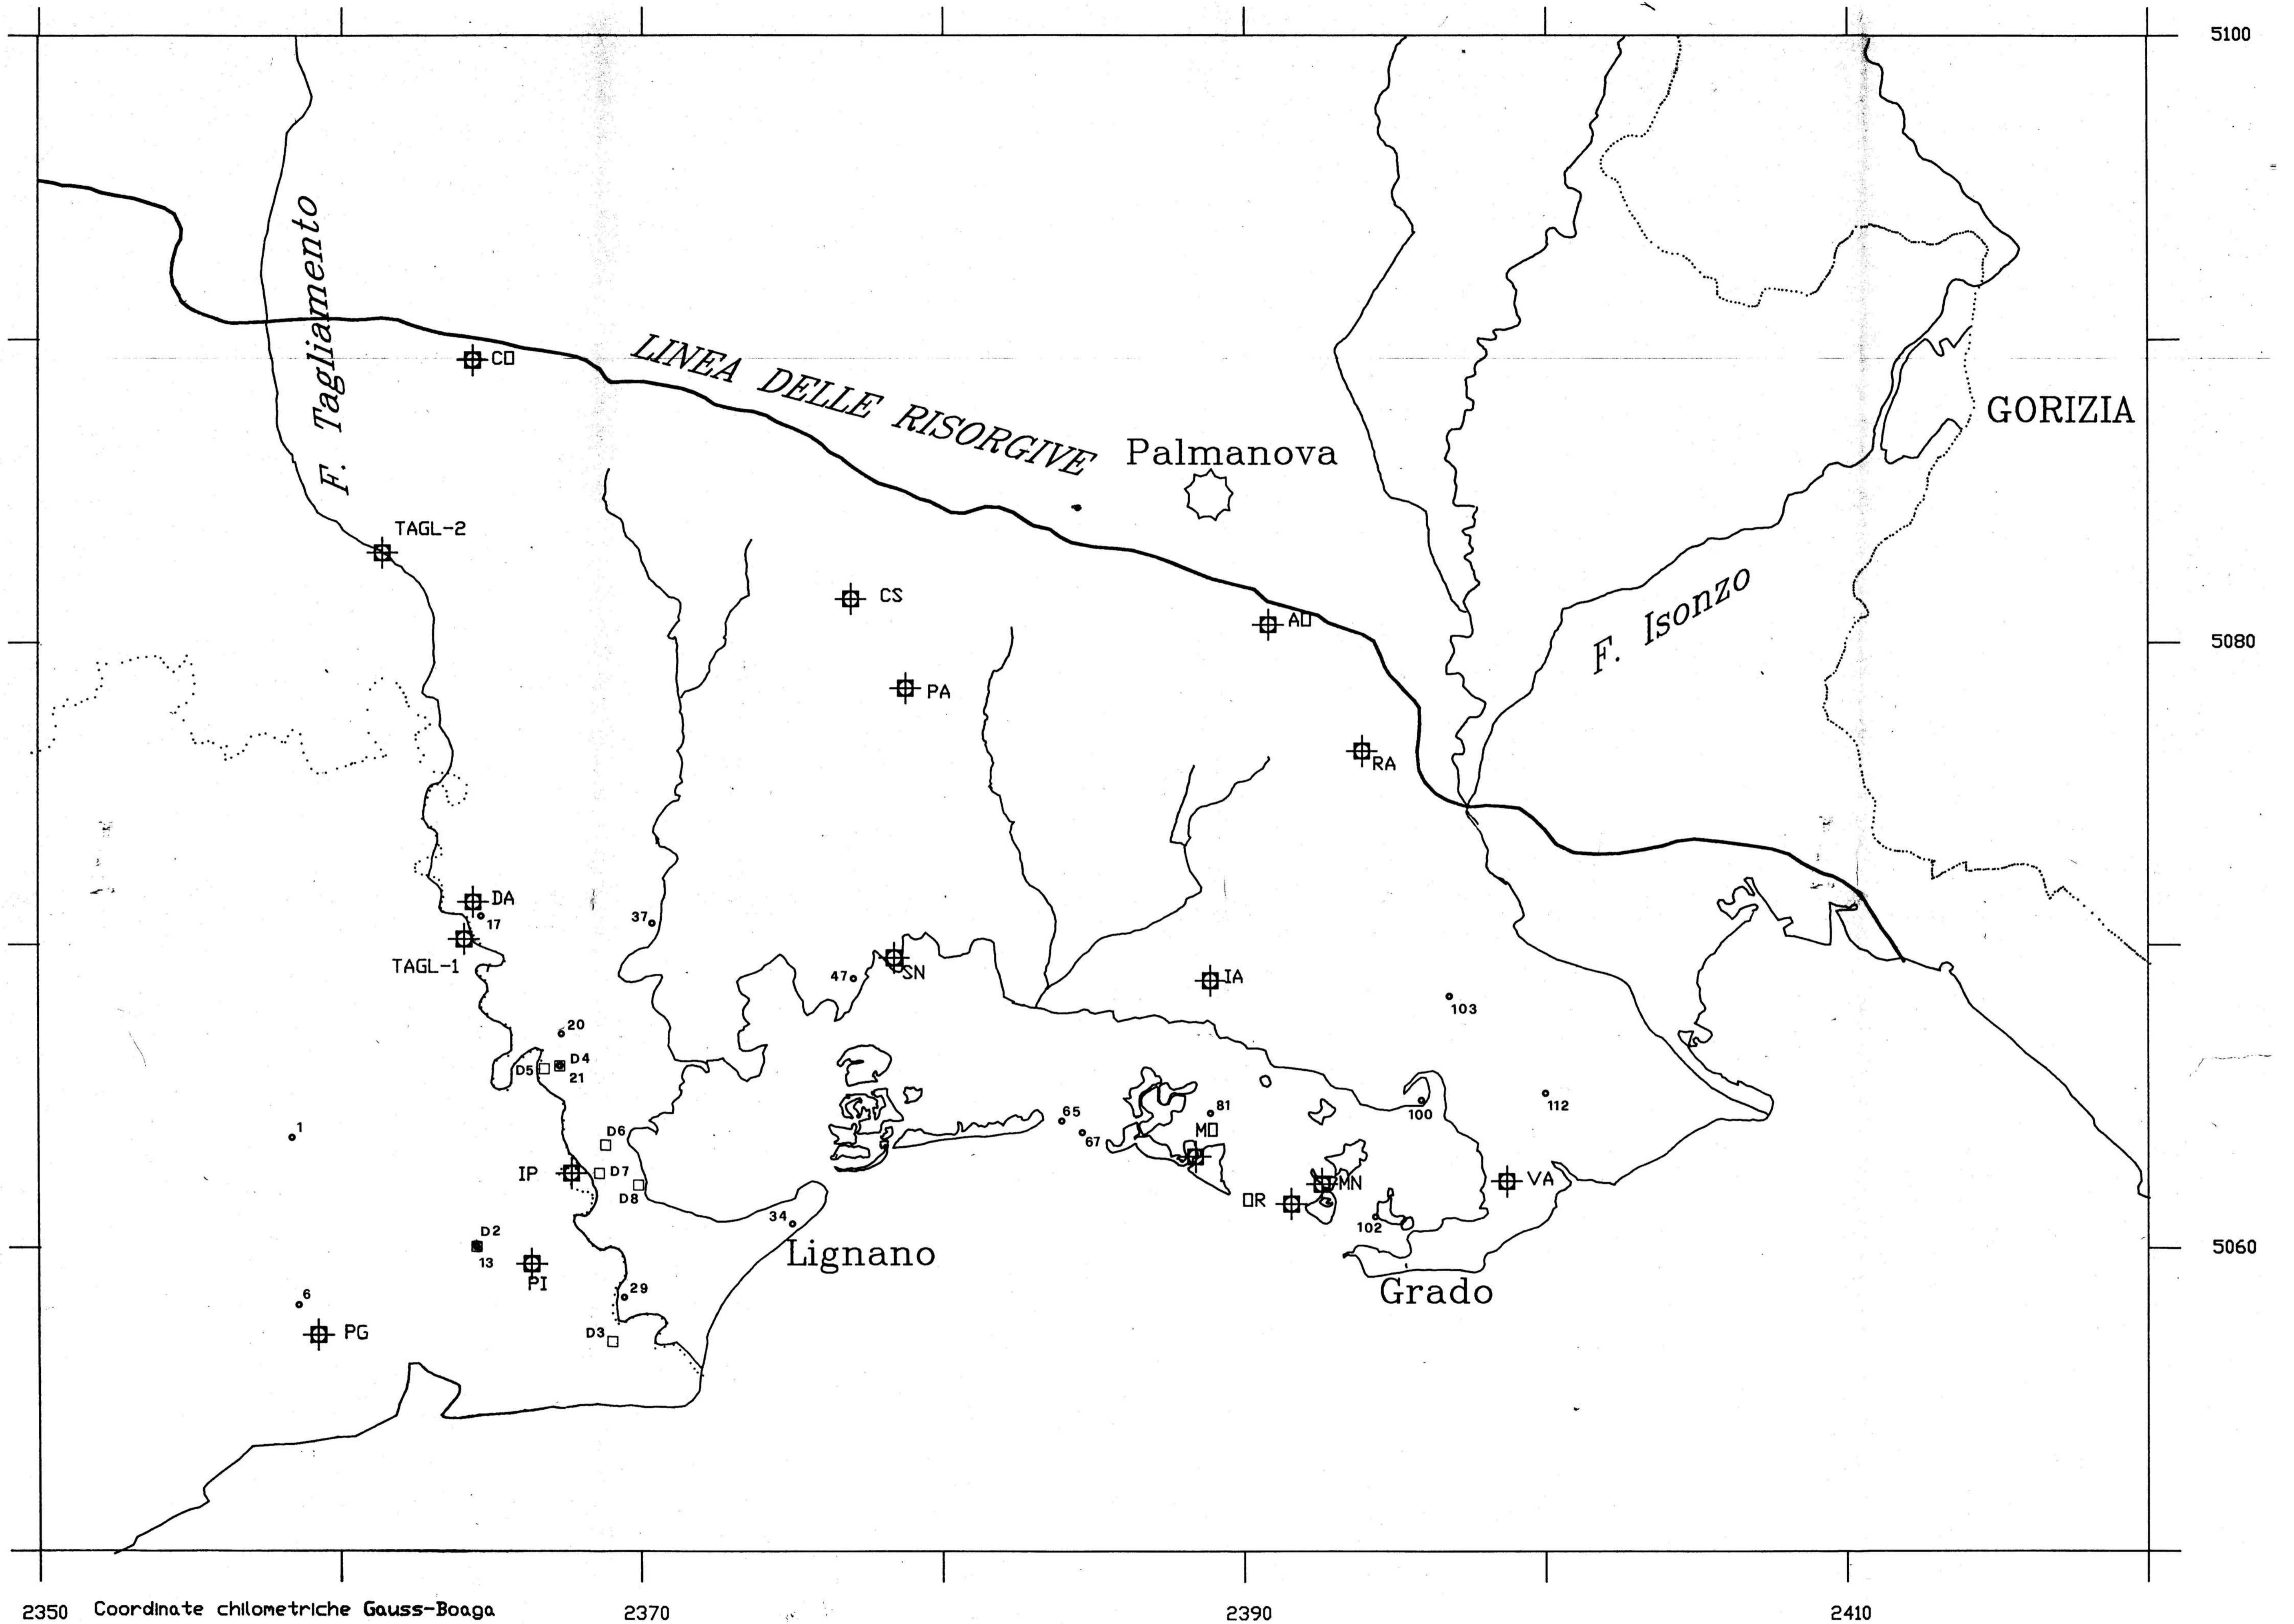 5100
F. Tagliamento
CO
LINEA DELLE RISORGIVE
Palmanova
GORIZIA
TAGL-2
CS
AO
F. Isonzo
5080
PA
RA
DA
17
37
TAGL-1
47
SN
IA
103
20
D4
D5
21
1
65
67
81
MO
100
112
D6
IP
D7
D8
OR
MN
VA
34
102
D2
13
Lignano
5060
PI
Grado
6
29
PG
D3
2350
Coordinate chilometriche Gauss-Boaga
2370
2390
2410